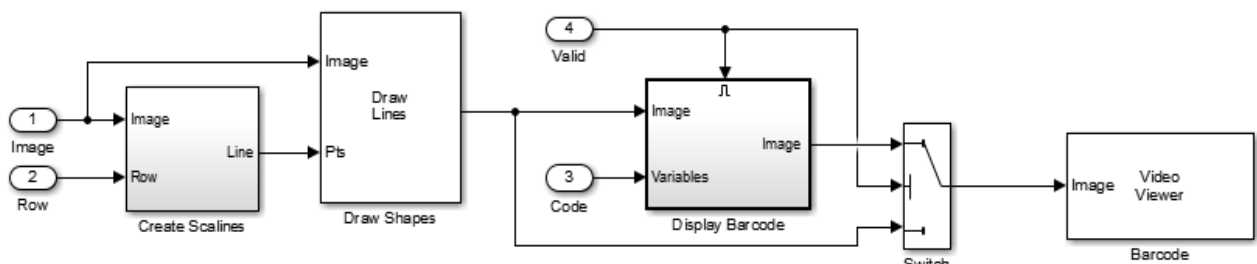 1
Image
2
Row
Image
Row
Line
Create Scalines
Image
Pts
Draw
Lines
Draw Shapes
4
Valid
3
Code
Image
Variables
Image
Display Barcode
Switch
Image
Video
Viewer
Barcode